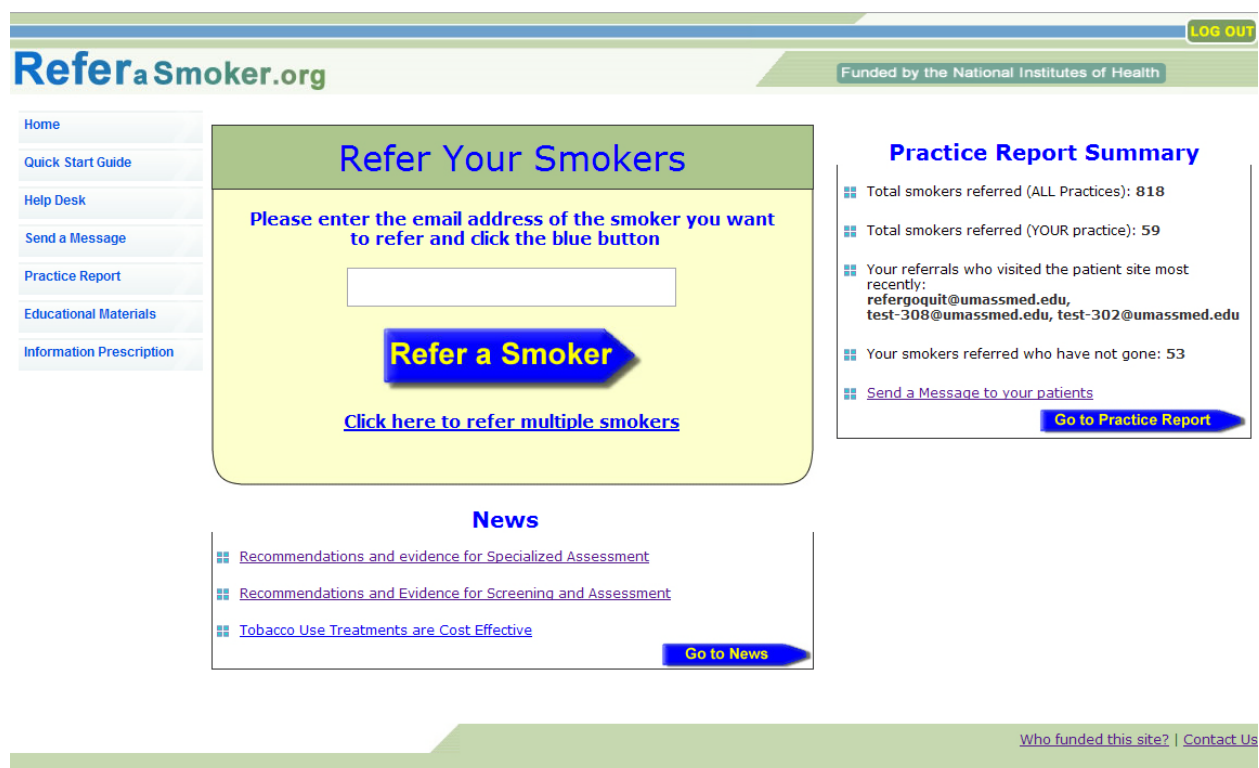 LOG OUT
ReferaSmoker.org
Funded by the National Institutes of Health
Home
Quick Start Guide
Help Desk
Send a Message
Practice Report
Educational Materials
Information Prescription
Refer Your Smokers
Please enter the email address of the smoker you want
to refer and click the blue button
Refer a Smoker
Click here to refer multiple smokers
Practice Report Summary
Total smokers referred (ALL Practices): 818
Total smokers referred (YOUR practice): 59
Your referrals who visited the patient site most
recently:
refergoquit@umassmed.edu,
test-308@umassmed.edu, test-302@umassmed.edu
Your smokers referred who have not gone: 53
Send a Message to your patients
Go to Practice Report
News
Recommendations and evidence for Specialized Assessment
Recommendations and Evidence for Screening and Assessment
Tobacco Use Treatments are Cost Effective
Go to News
Who funded this site? | Contact Us